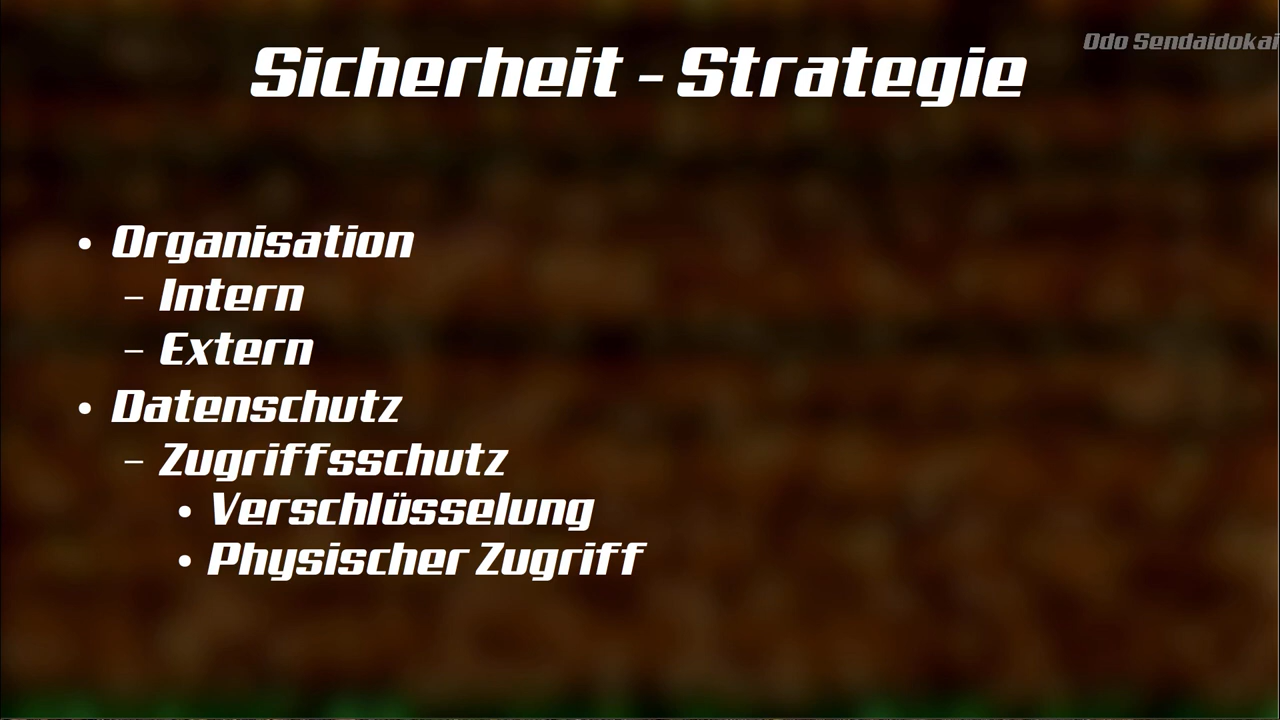 Odo Sendaidokai
Sicherheit - Strategie
• Organisation
– Intern
– Extern
• Datenschutz
– Zugriffsschutz
• Verschlüsselung
• Physischer Zugriff